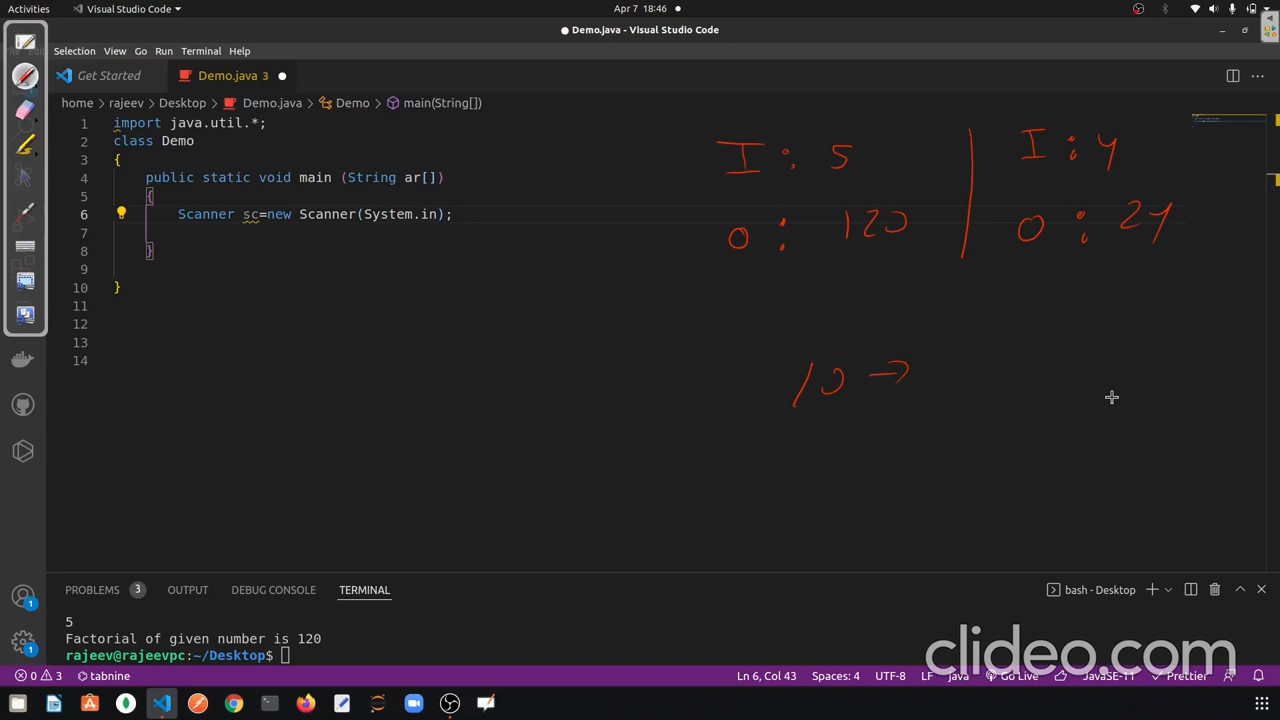 Activities
Visual Studio Code
Apr 7 18:46
Demo.java - Visual Studio Code
Selection View Go Run Terminal Help
Get Started
Demo.java 3
home rajeev Desktop Demo.java Demo main(String[])
1 import java.util.*;
2 class Demo
3 {
4 public static void main (String ar[])
5 {
6 Scanner sc=new Scanner(System.in);
7
8 }
9
10 }
11
12
13
14
I : 5
I : 4
O : 120
O : 24
10 →
PROBLEMS 3 OUTPUT DEBUG CONSOLE TERMINAL
bash - Desktop
5
Factorial of given number is 120
rajeev@rajeevpc:~/Desktop$
clideo.com
1
1
0 3 tabnine
Ln 6, Col 43 Spaces: 4 UTF-8 LF java Go Live JavaSE-11 Prettier